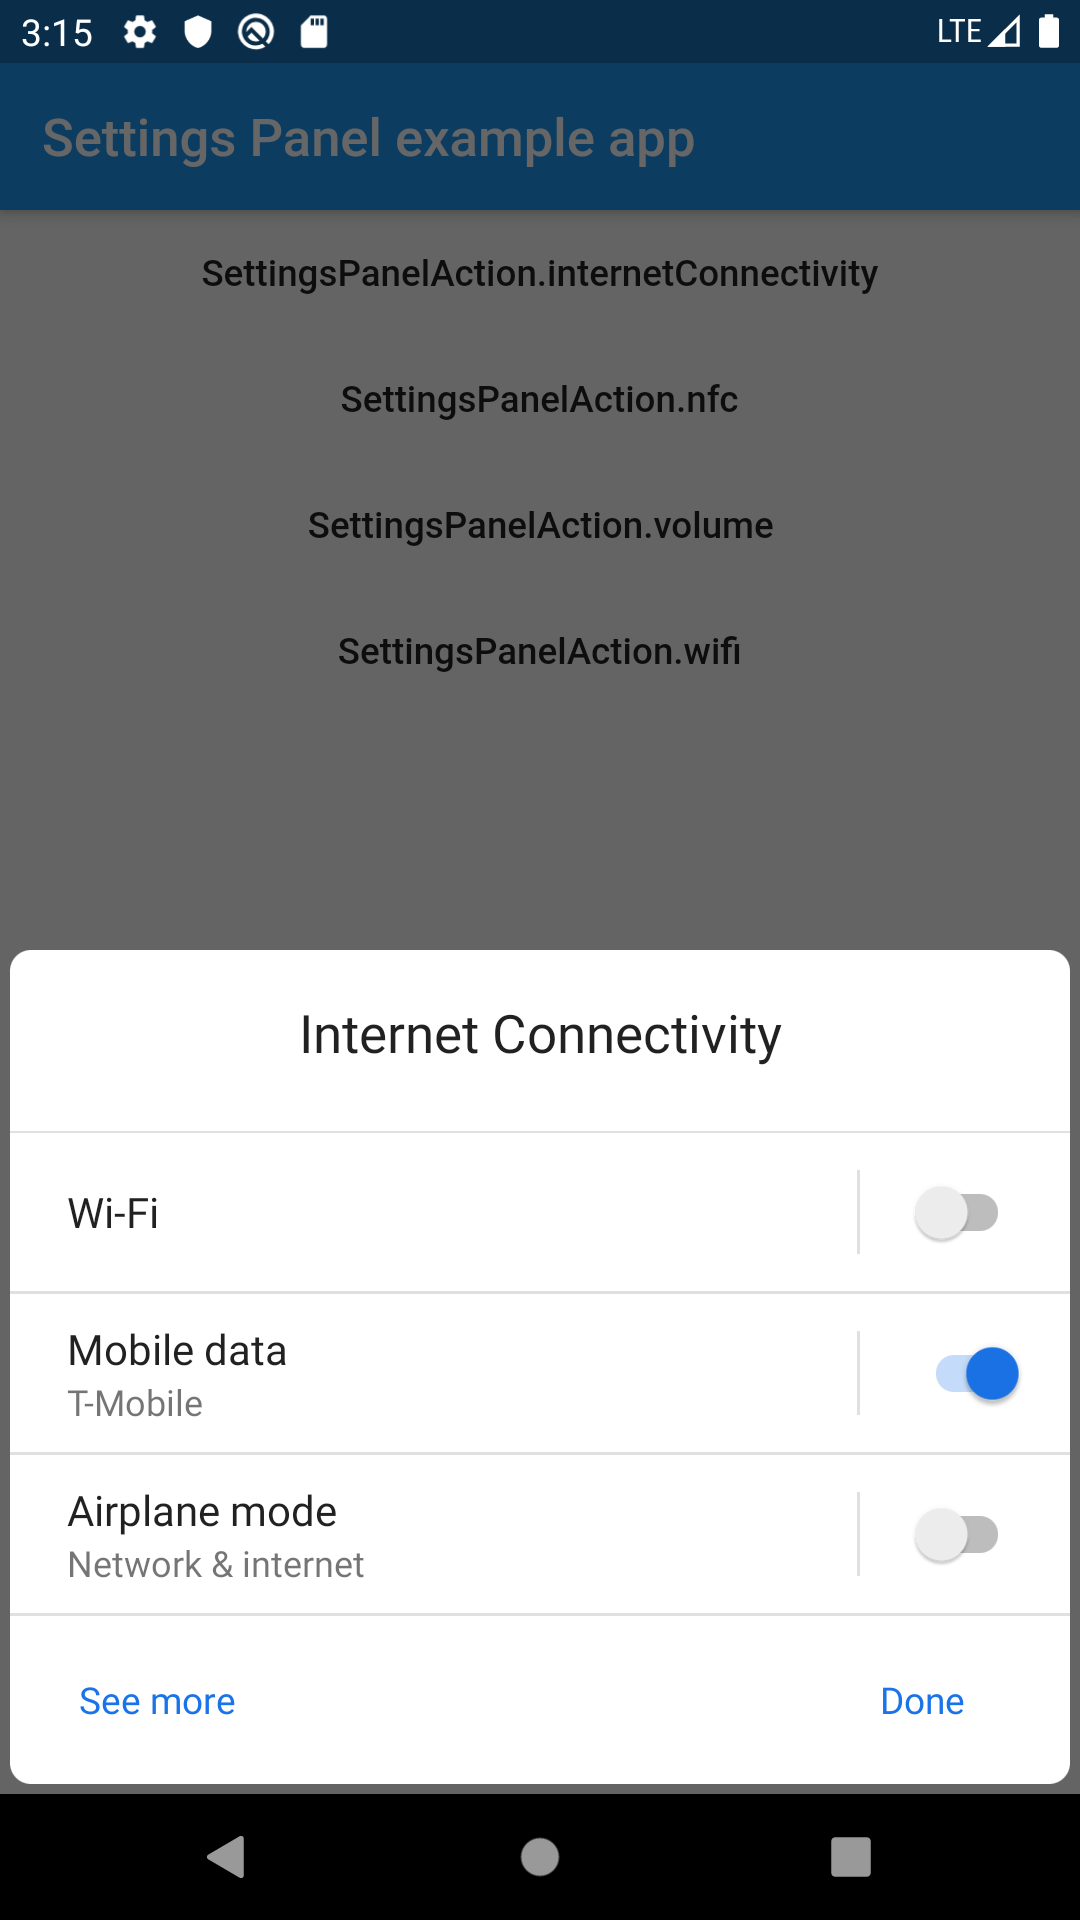 3:15
LTE
Settings Panel example app
SettingsPanelAction.internetConnectivity
SettingsPanelAction.nfc
SettingsPanelAction.volume
SettingsPanelAction.wifi
Internet Connectivity
Wi-Fi
Mobile data
T-Mobile
Airplane mode
Network & internet
See more
Done